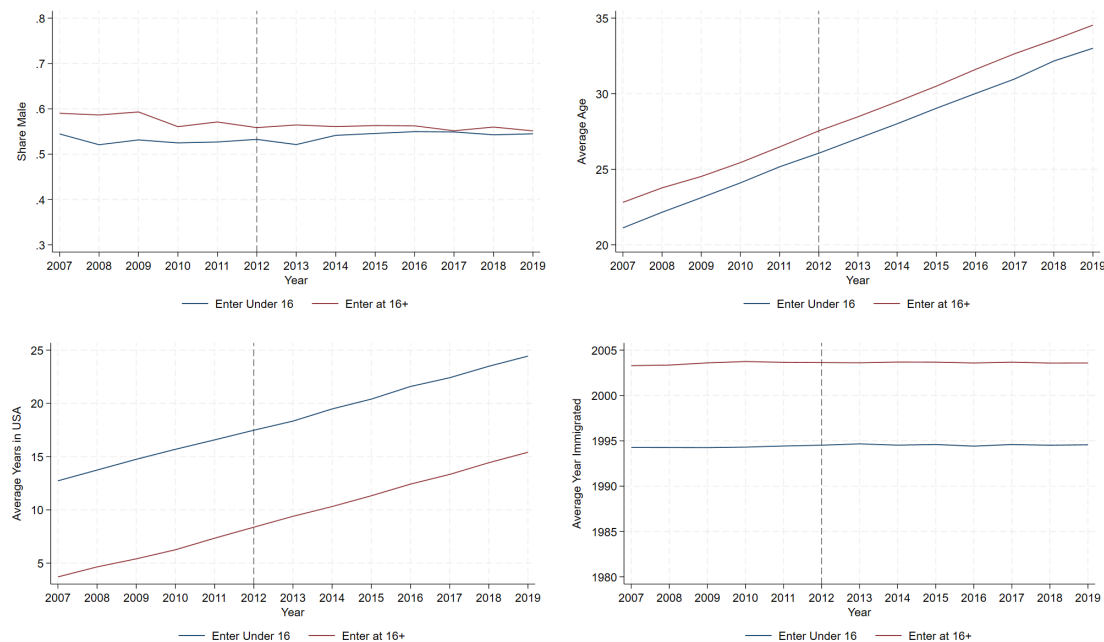 Share Male
.8
.7
.6
.5
.4
.3
2007 2008 2009 2010 2011 2012 2013 2014 2015 2016 2017 2018 2019
Year
Enter Under 16 Enter at 16+
Average Age
35
30
25
20
2007 2008 2009 2010 2011 2012 2013 2014 2015 2016 2017 2018 2019
Year
Enter Under 16 Enter at 16+
Average Years in USA
25
20
15
10
5
2007 2008 2009 2010 2011 2012 2013 2014 2015 2016 2017 2018 2019
Year
Enter Under 16 Enter at 16+
Average Year Immigrated
2005
2000
1995
1990
1985
1980
2007 2008 2009 2010 2011 2012 2013 2014 2015 2016 2017 2018 2019
Year
Enter Under 16 Enter at 16+